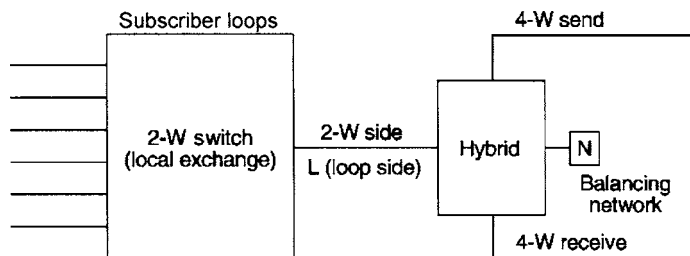 Subscriber loops
4-W send
2-W switch
(local exchange)
2-W side
L (loop side)
Hybrid
N
Balancing
network
4-W receive